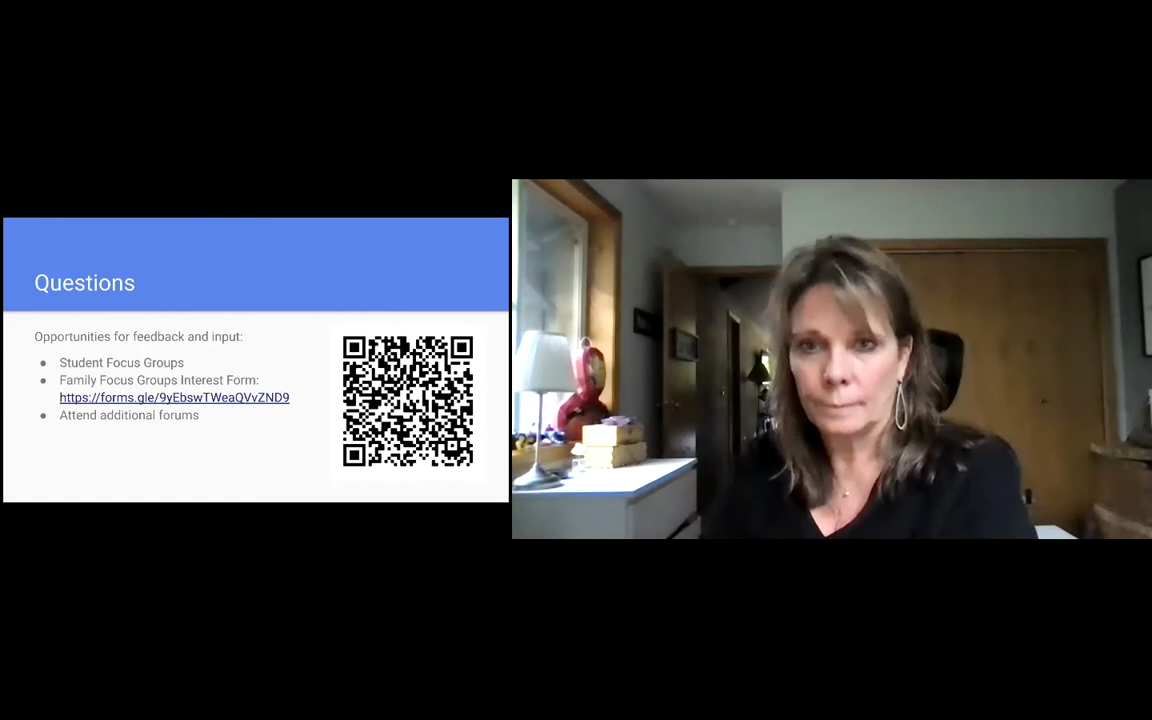 Questions
Opportunities for feedback and input:
● Student Focus Groups
● Family Focus Groups Interest Form:
https://forms.gle/9yEbswTWeaQVvZND9
● Attend additional forums